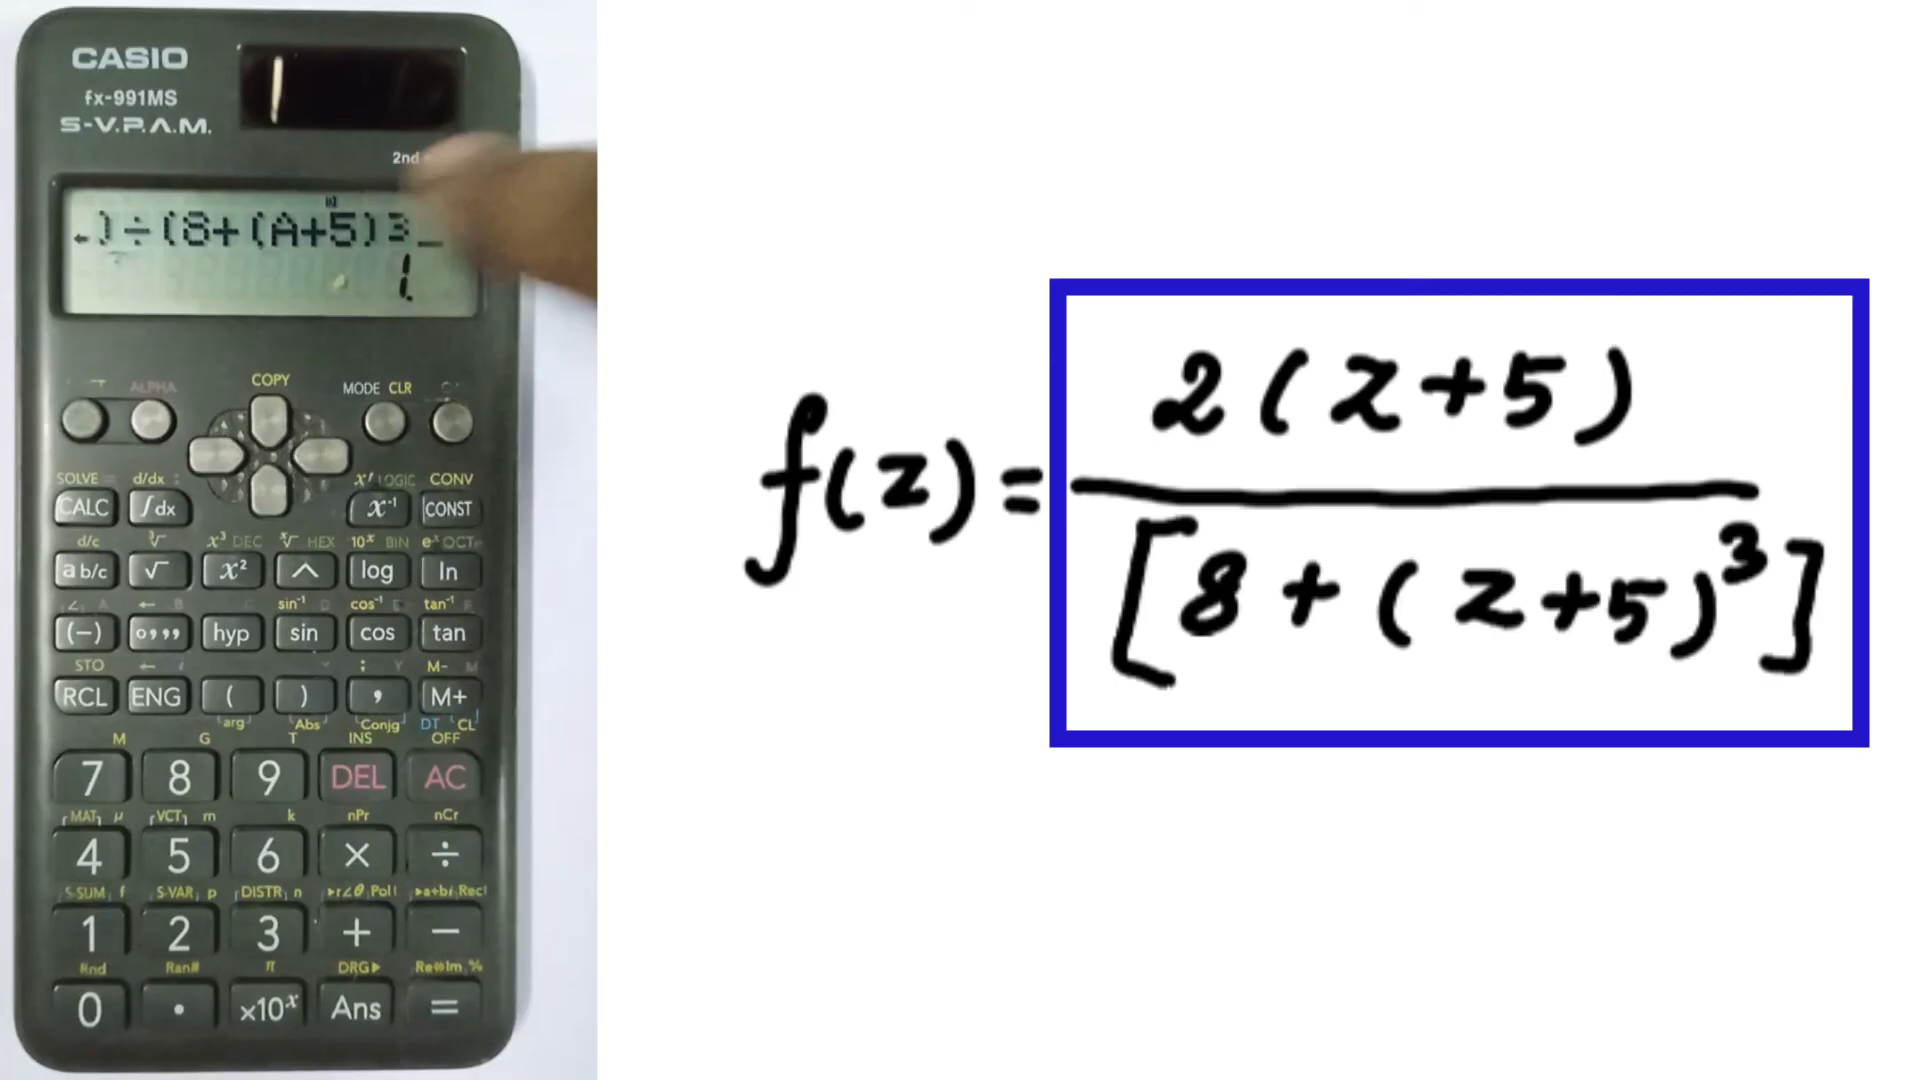 CASIO
fx-991MS
S-V.P.A.M.
2nd
)÷(8+(A+5)³_
1.
ALPHA COPY MODE CLR
SOLVE = d/dx : x! LOGIC CONV
CALC ∫dx x⁻¹ CONST
d/c ³√ x³ DEC ˣ√ HEX 10ˣ BIN eˣ OCT
a b/c √ x² ^ log ln
∠ A ← B sin⁻¹ D cos⁻¹ E tan⁻¹ F
(−) °,,, hyp sin cos tan
STO ← i ; Y M- M
RCL ENG ( ) , M+
arg Abs Conjg DT CL
M G T INS OFF
7 8 9 DEL AC
MAT μ VCT m k nPr nCr
4 5 6 × ÷
S-SUM f S-VAR p DISTR n ▸r∠θ Pol( ▸a+bi Rec(
1 2 3 + −
Rnd Ran# π DRG▶ Re⇔Im %
0 . ×10ˣ Ans =
f(z) =
2(z+5)
[8+(z+5)³]